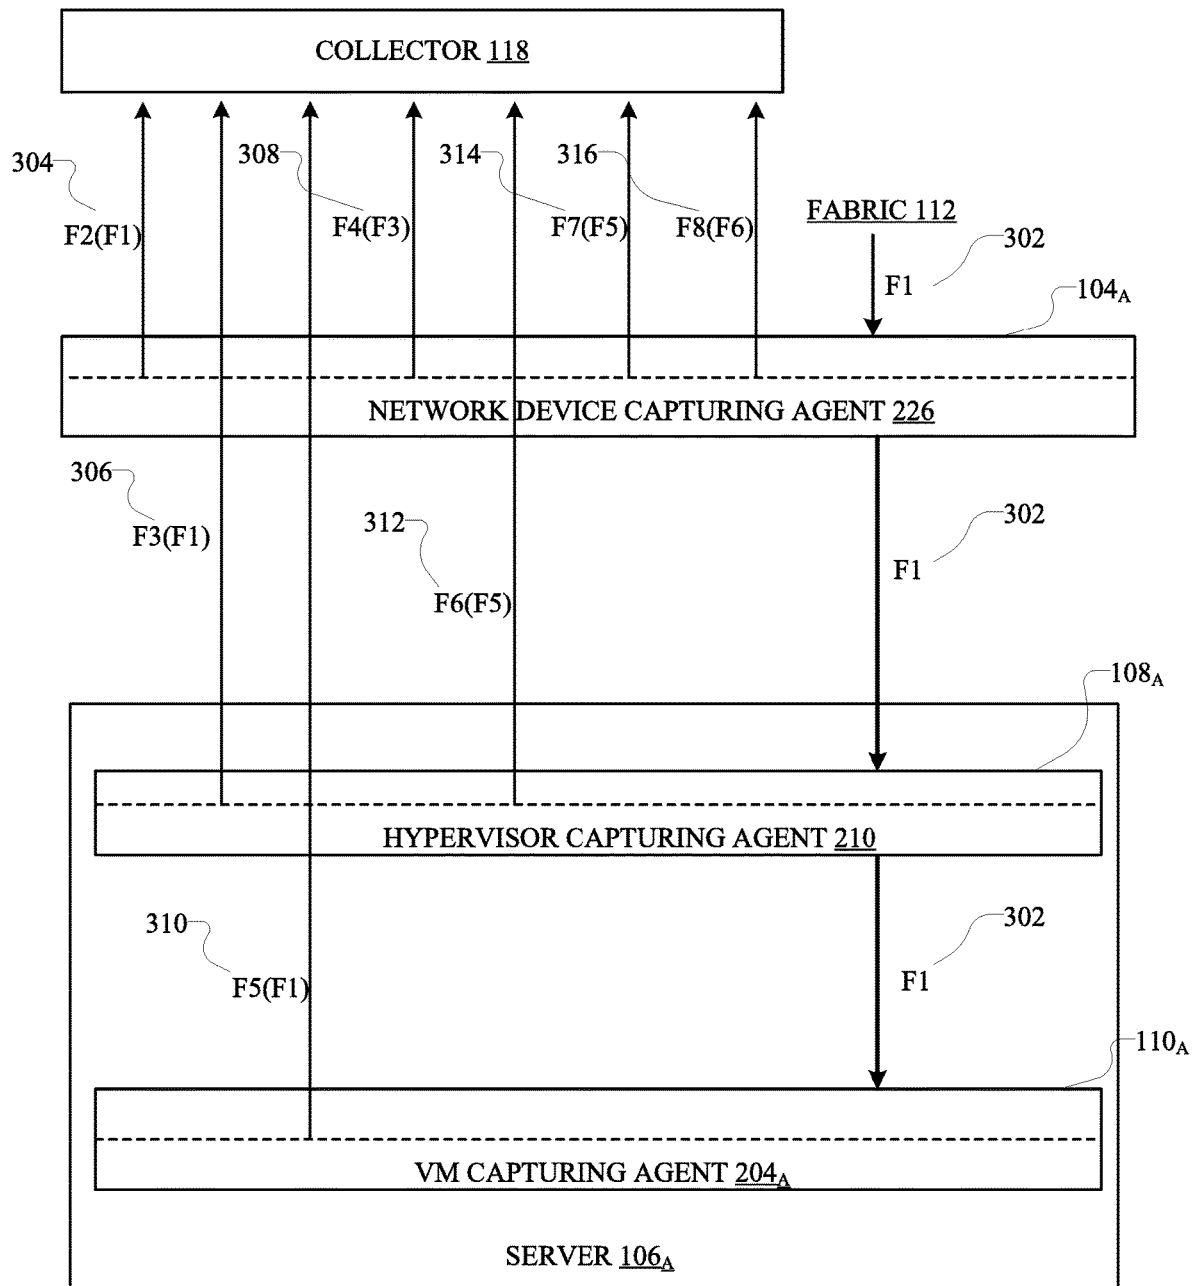 COLLECTOR 118
304
308
314
316
F2(F1)
F4(F3)
F7(F5)
F8(F6)
FABRIC 112
302
F1
104A
NETWORK DEVICE CAPTURING AGENT 226
306
F3(F1)
312
F6(F5)
302
F1
108A
HYPERVISOR CAPTURING AGENT 210
310
F5(F1)
302
F1
110A
VM CAPTURING AGENT 204A
SERVER 106A